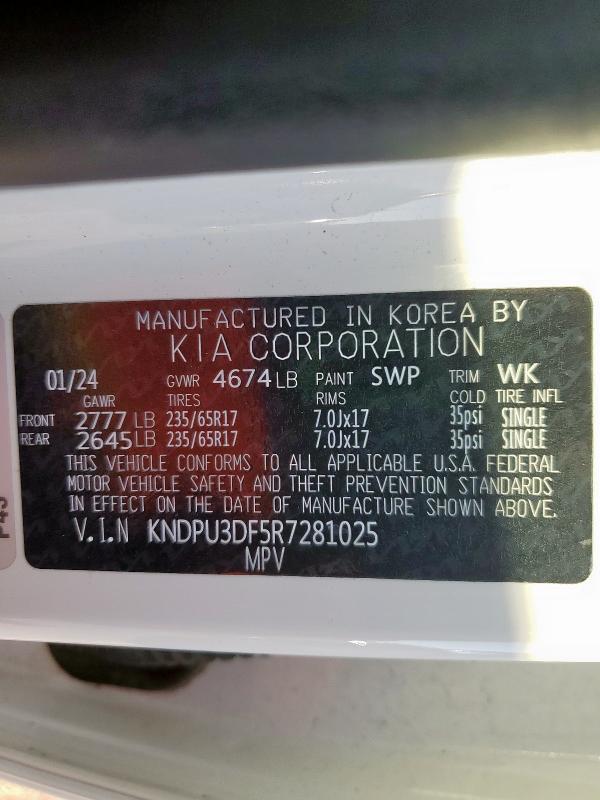 MANUFACTURED IN KOREA BY
KIA CORPORATION
01/24 GVWR 4674 LB PAINT SWP TRIM WK
GAWR TIRES RIMS COLD TIRE INFL
FRONT 2777 LB 235/65R17 7.0Jx17 35psi SINGLE
REAR 2645 LB 235/65R17 7.0Jx17 35psi SINGLE
THIS VEHICLE CONFORMS TO ALL APPLICABLE U.S.A. FEDERAL
MOTOR VEHICLE SAFETY AND THEFT PREVENTION STANDARDS
IN EFFECT ON THE DATE OF MANUFACTURE SHOWN ABOVE.
V.I.N KNDPU3DF5R7281025
MPV